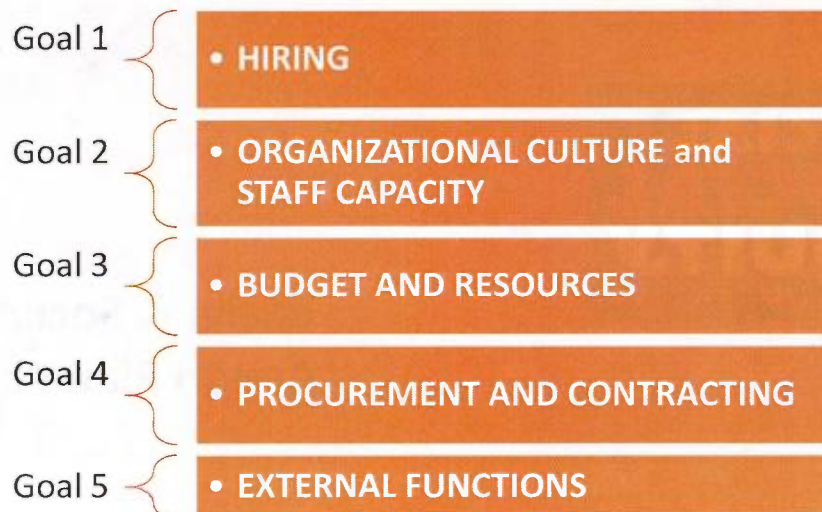 Goal 1
• HIRING
Goal 2
• ORGANIZATIONAL CULTURE and
STAFF CAPACITY
Goal 3
• BUDGET AND RESOURCES
Goal 4
• PROCUREMENT AND CONTRACTING
Goal 5
• EXTERNAL FUNCTIONS